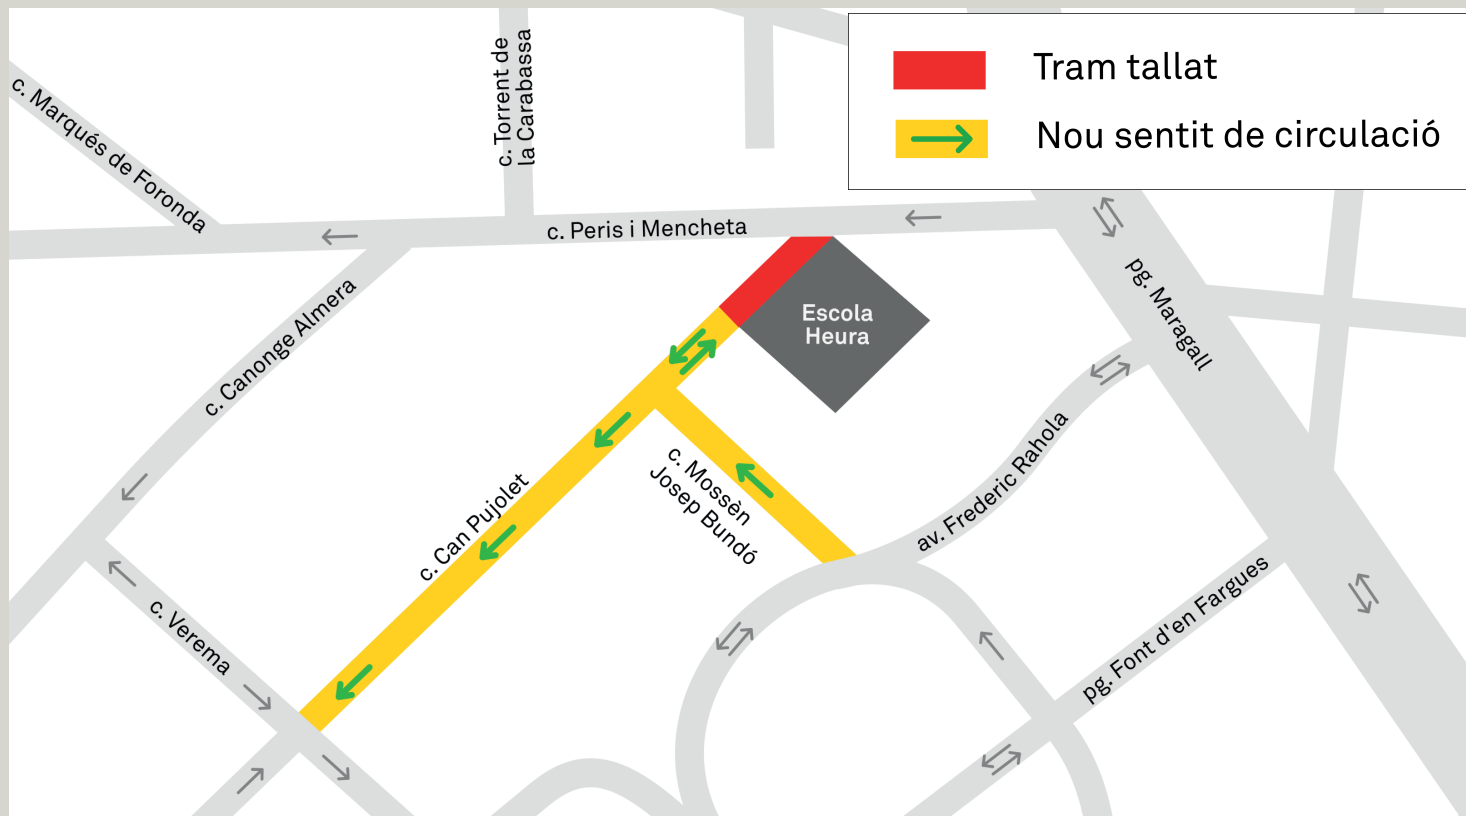 Tram tallat
Nou sentit de circulació
c. Marqués de Foronda
c. Torrent de
la Carabassa
c. Peris i Mencheta
pg. Maragall
c. Canonge Almera
Escola
Heura
c. Mossèn
Josep Bundó
av. Frederic Rahola
c. Can Pujolet
c. Verema
pg. Font d'en Fargues